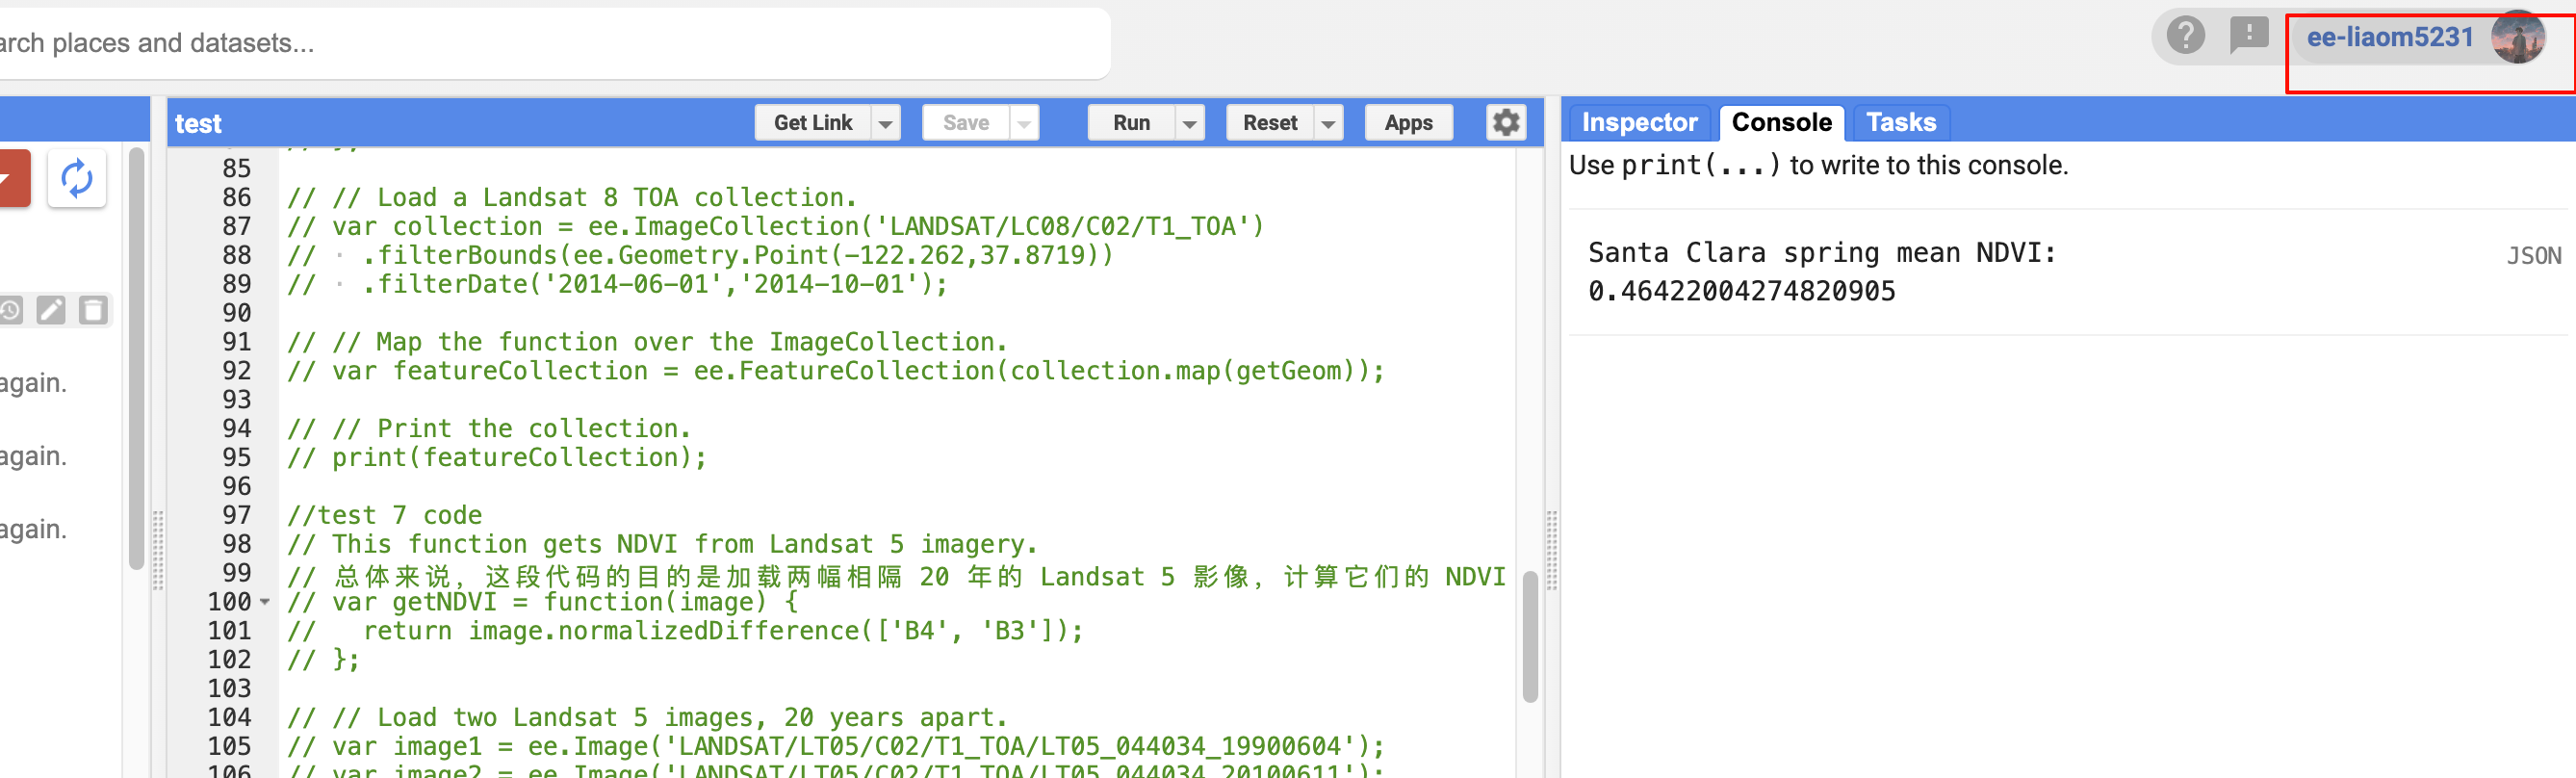 arch places and datasets...
ee-liaom5231
test
Get Link
Save
Run
Reset
Apps
Inspector
Console
Tasks
again.
again.
again.
85
86 // // Load a Landsat 8 TOA collection.
87 // var collection = ee.ImageCollection('LANDSAT/LC08/C02/T1_TOA')
88 // · .filterBounds(ee.Geometry.Point(-122.262,37.8719))
89 // · .filterDate('2014-06-01','2014-10-01');
90
91 // // Map the function over the ImageCollection.
92 // var featureCollection = ee.FeatureCollection(collection.map(getGeom));
93
94 // // Print the collection.
95 // print(featureCollection);
96
97 //test 7 code
98 // This function gets NDVI from Landsat 5 imagery.
99 // 总体来说，这段代码的目的是加载两幅相隔 20 年的 Landsat 5 影像，计算它们的 NDVI
100 // var getNDVI = function(image) {
101 //   return image.normalizedDifference(['B4', 'B3']);
102 // };
103
104 // // Load two Landsat 5 images, 20 years apart.
105 // var image1 = ee.Image('LANDSAT/LT05/C02/T1_TOA/LT05_044034_19900604');
106 // var image2 = ee.Image('LANDSAT/LT05/C02/T1_TOA/LT05_044034_20100611');
Use print(...) to write to this console.
Santa Clara spring mean NDVI:
JSON
0.46422004274820905